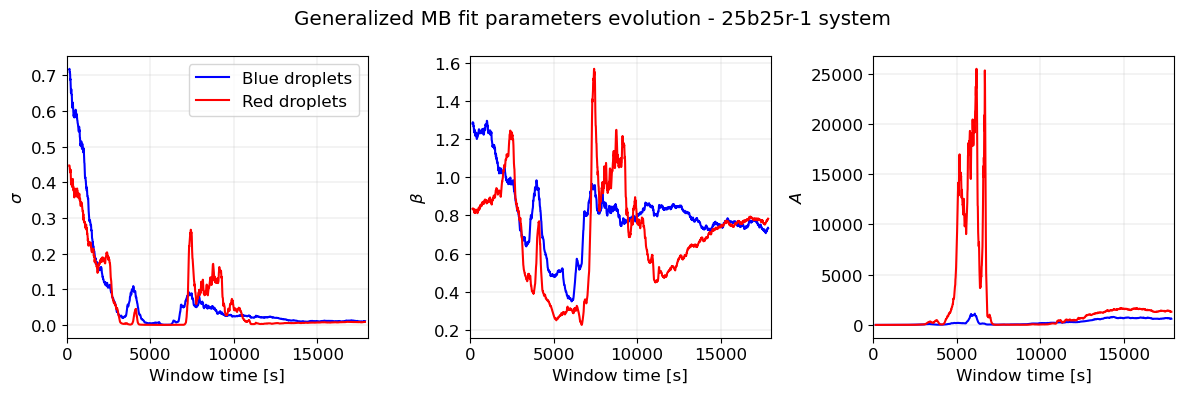 Generalized MB fit parameters evolution - 25b25r-1 system
σ
0.7
0.6
0.5
0.4
0.3
0.2
0.1
0.0
0 5000 10000 15000
Window time [s]
Blue droplets
Red droplets
β
1.6
1.4
1.2
1.0
0.8
0.6
0.4
0.2
0 5000 10000 15000
Window time [s]
A
25000
20000
15000
10000
5000
0
0 5000 10000 15000
Window time [s]